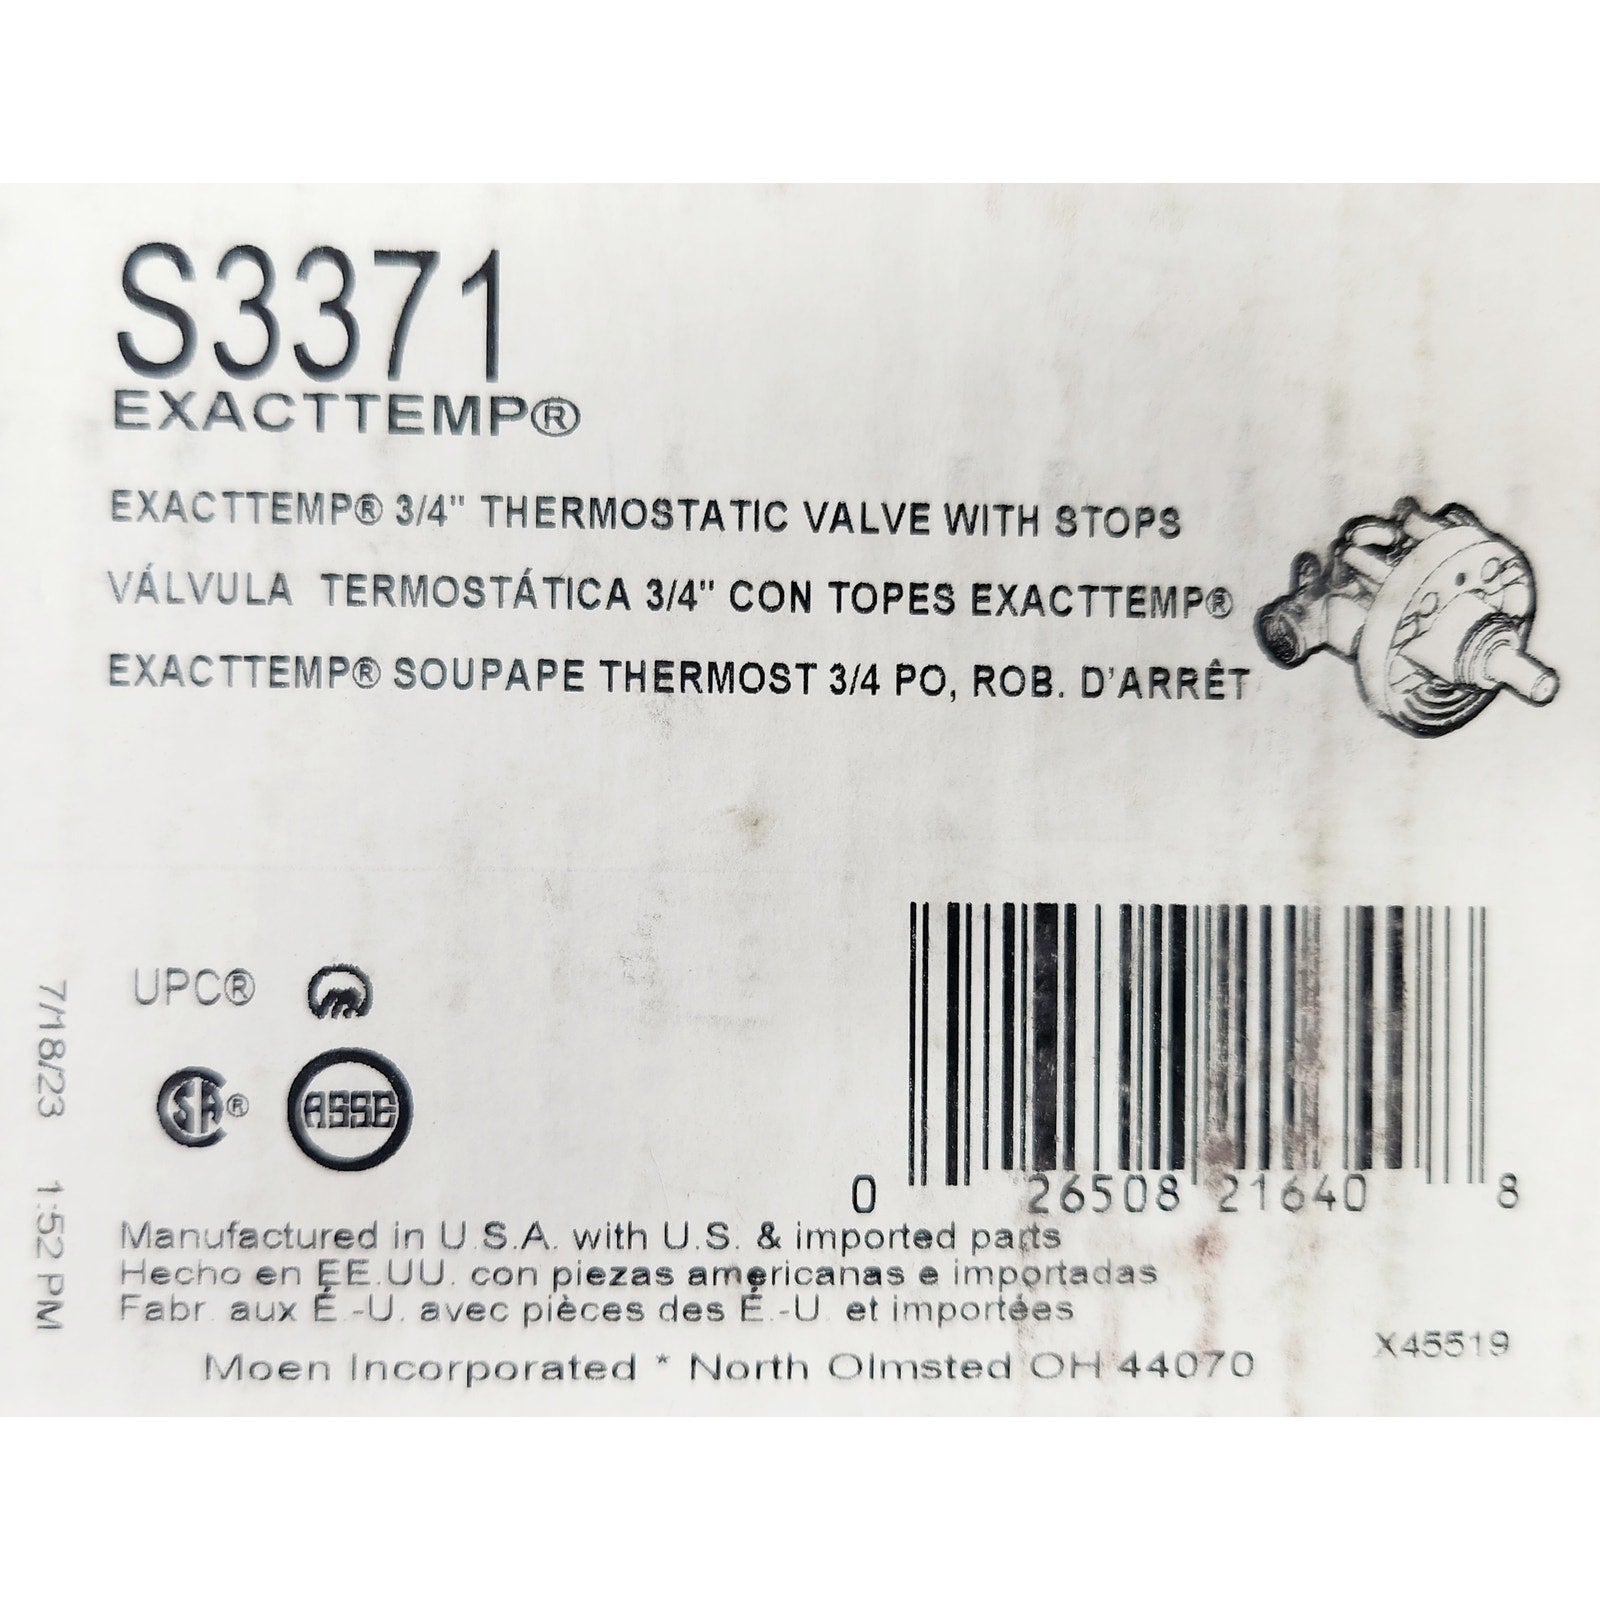 S3371
EXACTTEMP®
EXACTTEMP® 3/4" THERMOSTATIC VALVE WITH STOPS
VÁLVULA TERMOSTÁTICA 3/4" CON TOPES EXACTTEMP®
EXACTTEMP® SOUPAPE THERMOST 3/4 PO, ROB. D'ARRÊT
UPC®
SA®
ASSE
7/18/23 1:52 PM
0 26508 21640 8
Manufactured in U.S.A. with U.S. & imported parts
Hecho en EE.UU. con piezas americanas e importadas
Fabr. aux É.-U. avec pièces des É.-U. et importées
X45519
Moen Incorporated * North Olmsted OH 44070